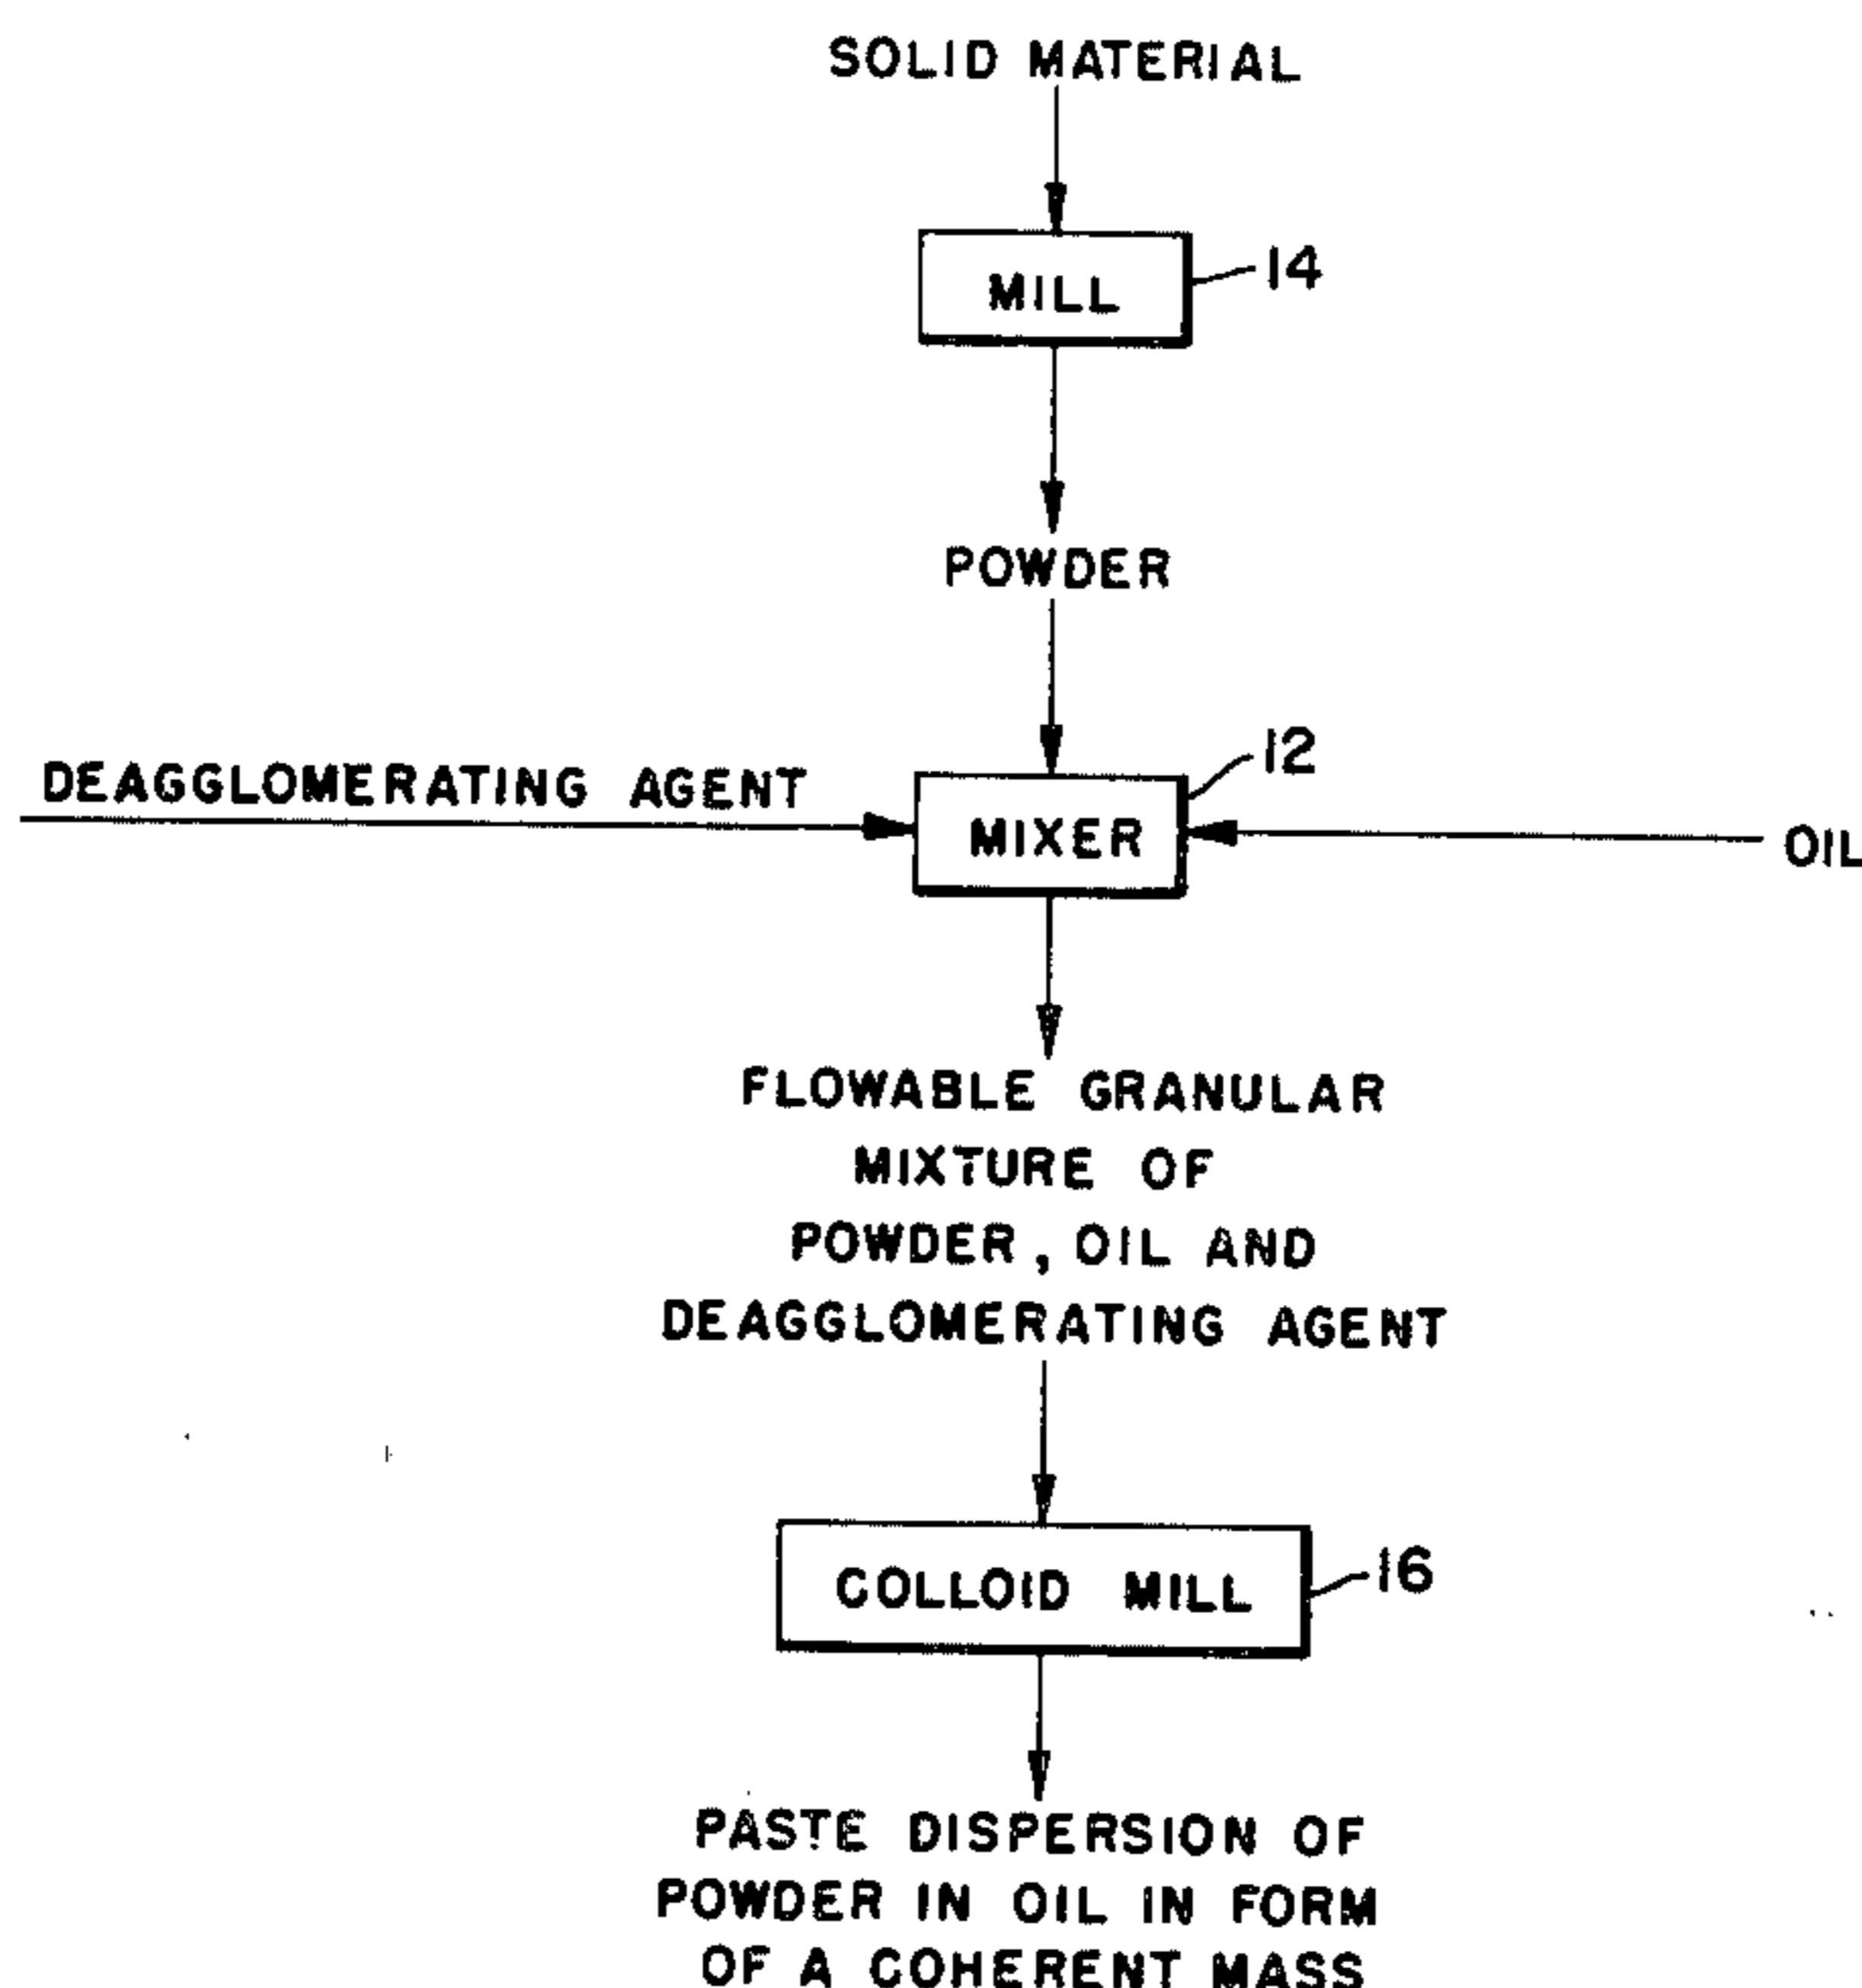 SOLID MATERIAL
MILL
14
POWDER
12
DEAGGLOMERATING AGENT
MIXER
OIL
FLOWABLE GRANULAR
MIXTURE OF
POWDER, OIL AND
DEAGGLOMERATING AGENT
COLLOID MILL
16
PASTE DISPERSION OF
POWDER IN OIL IN FORM
OF A COHERENT MASS